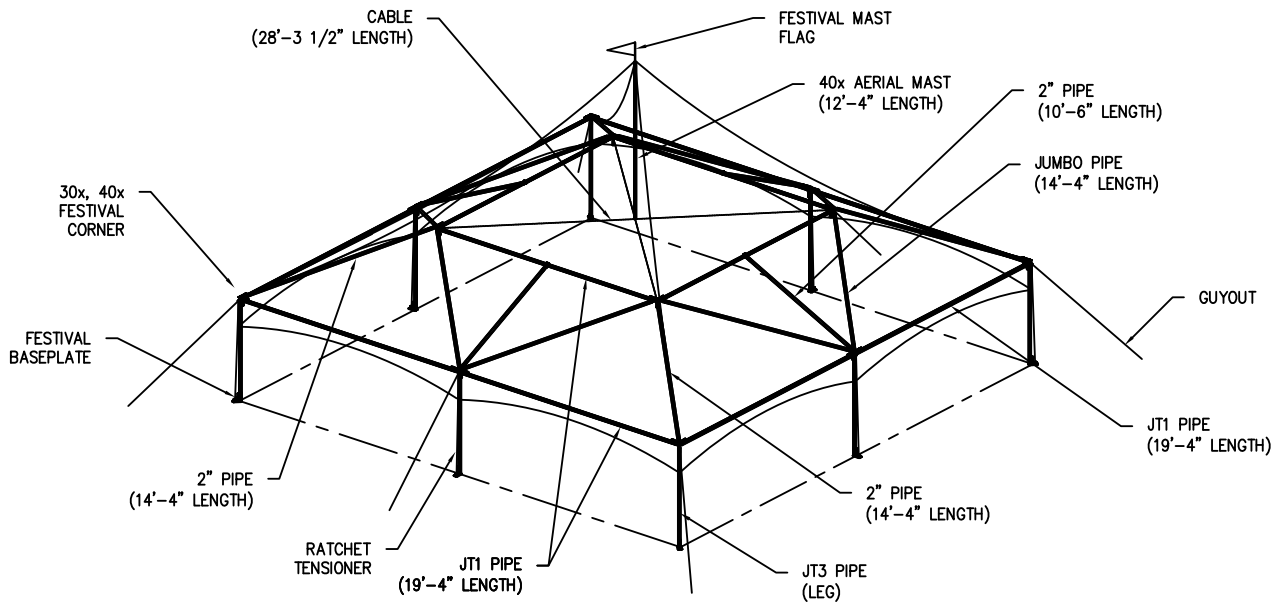 CABLE
(28'-3 1/2" LENGTH)
FESTIVAL MAST
FLAG
40x AERIAL MAST
(12'-4" LENGTH)
2" PIPE
(10'-6" LENGTH)
JUMBO PIPE
(14'-4" LENGTH)
30x, 40x
FESTIVAL
CORNER
GUYOUT
FESTIVAL
BASEPLATE
JT1 PIPE
(19'-4" LENGTH)
2" PIPE
(14'-4" LENGTH)
2" PIPE
(14'-4" LENGTH)
RATCHET
TENSIONER
JT1 PIPE
(19'-4" LENGTH)
JT3 PIPE
(LEG)